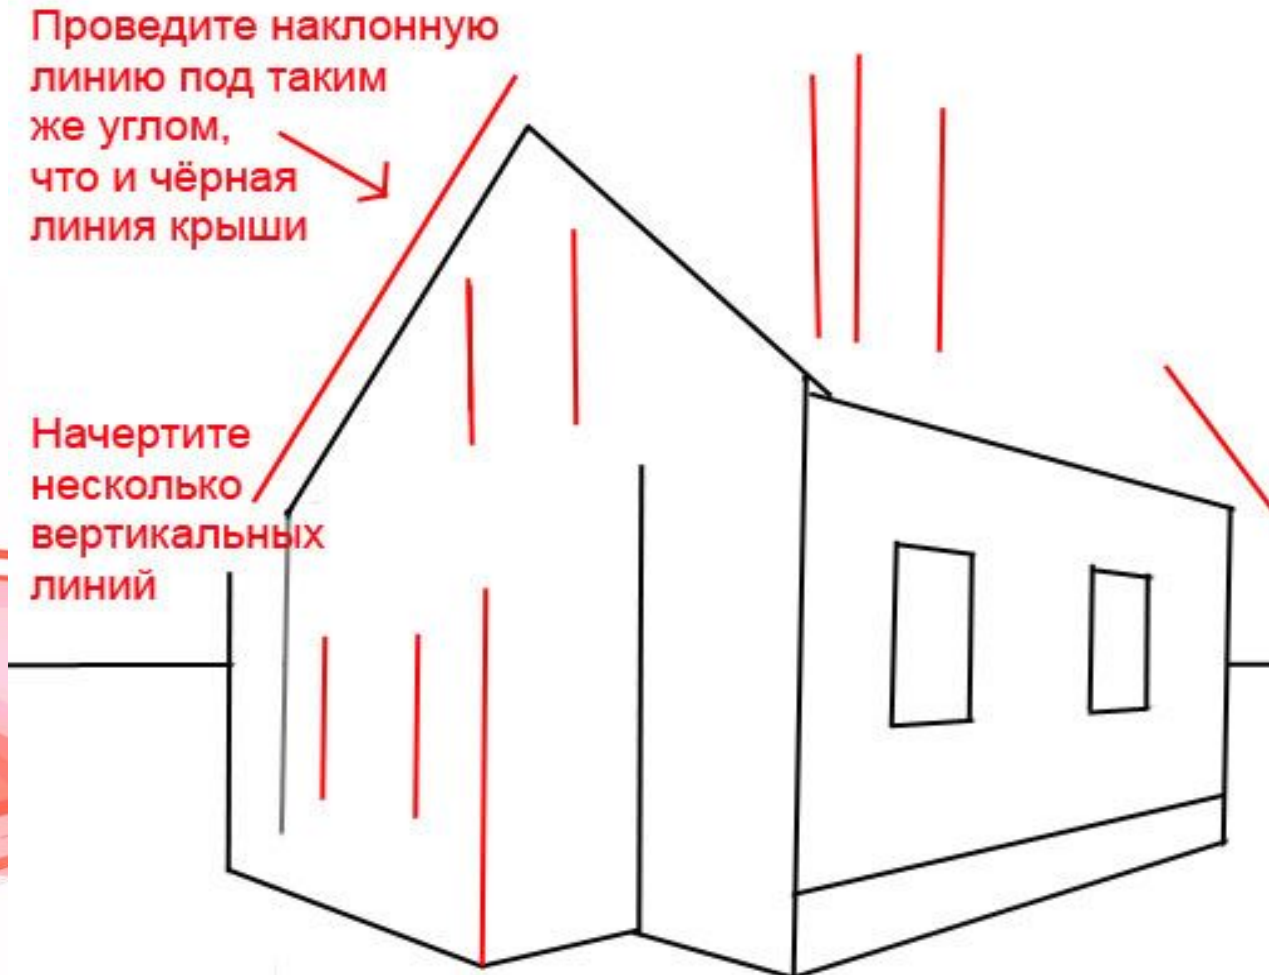 Проведите наклонную
линию под таким
же углом,
что и чёрная
линия крыши
Начертите
несколько
вертикальных
линий